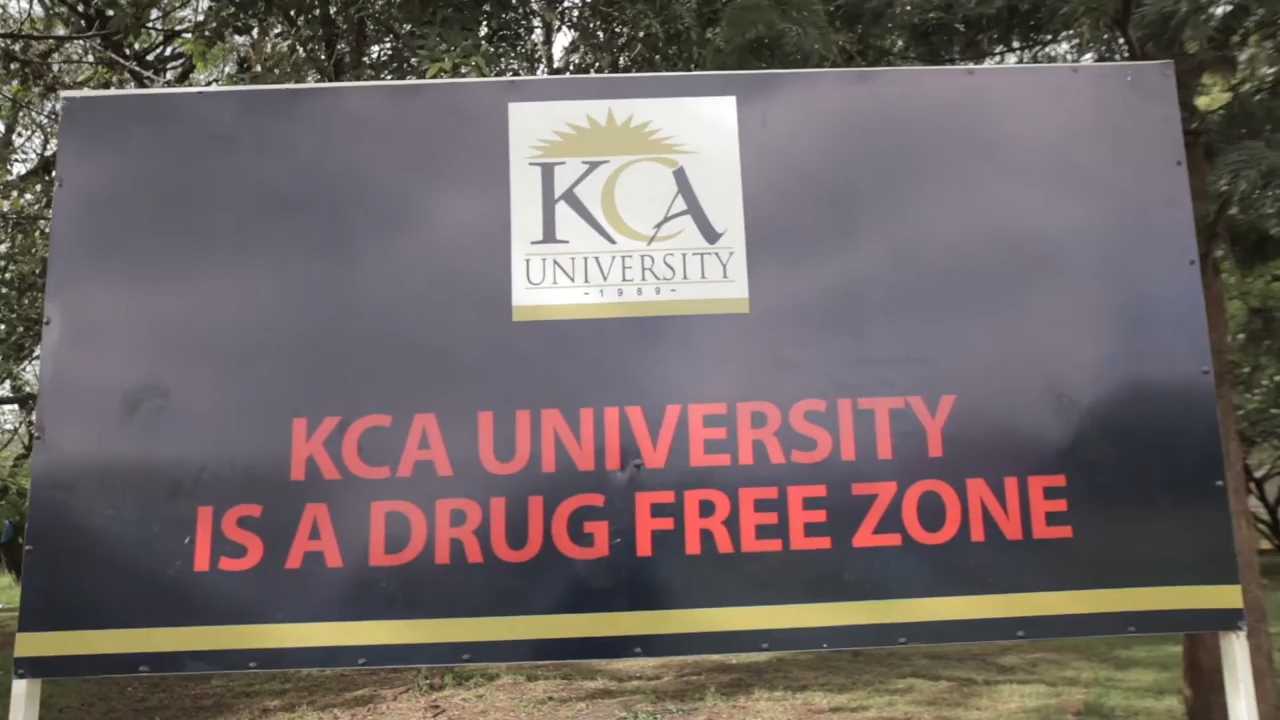 KCA
UNIVERSITY
~ 1989 ~
KCA UNIVERSITY
IS A DRUG FREE ZONE